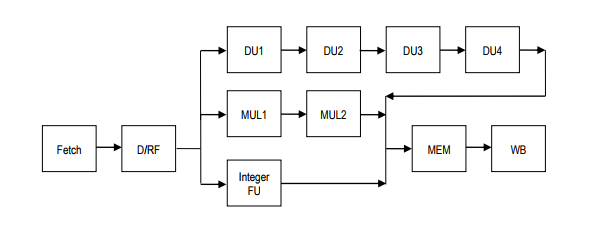 DU1
DU2
DU3
DU4
MUL1
MUL2
Fetch
D/RF
MEM
WB
Integer
FU